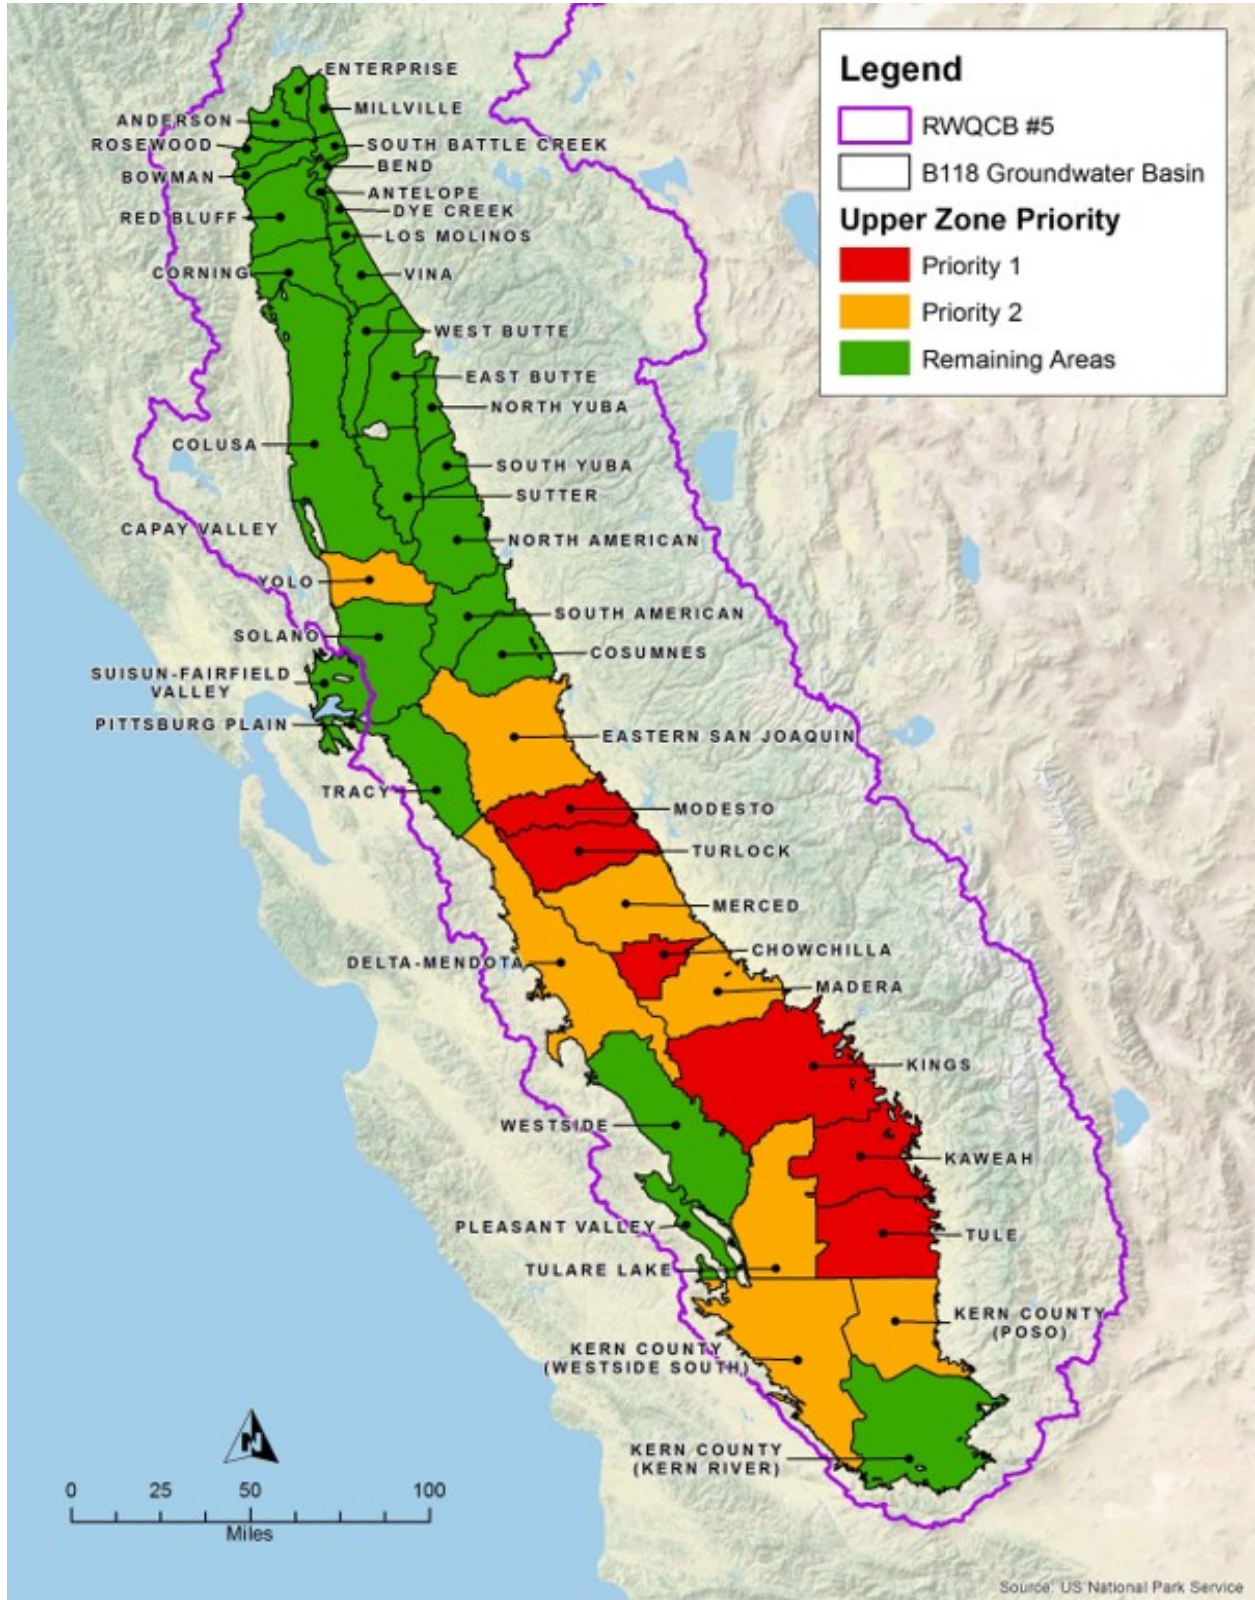 Legend
RWQCB #5
B118 Groundwater Basin
Upper Zone Priority
Priority 1
Priority 2
Remaining Areas
ENTERPRISE
MILLVILLE
ANDERSON
ROSEWOOD
SOUTH BATTLE CREEK
BEND
BOWMAN
ANTELOPE
DYE CREEK
RED BLUFF
LOS MOLINOS
CORNING
VINA
WEST BUTTE
EAST BUTTE
NORTH YUBA
COLUSA
SOUTH YUBA
SUTTER
CAPAY VALLEY
NORTH AMERICAN
YOLO
SOUTH AMERICAN
SOLANO
COSUMNES
SUISUN-FAIRFIELD
VALLEY
PITTSBURG PLAIN
EASTERN SAN JOAQUIN
TRACY
MODESTO
TURLOCK
MERCED
CHOWCHILLA
DELTA-MENDOTA
MADERA
KINGS
WESTSIDE
KAWEAH
PLEASANT VALLEY
TULE
TULARE LAKE
KERN COUNTY
(POSO)
KERN COUNTY
(WESTSIDE SOUTH)
KERN COUNTY
(KERN RIVER)
N
0 25 50 100
Miles
Source: US National Park Service